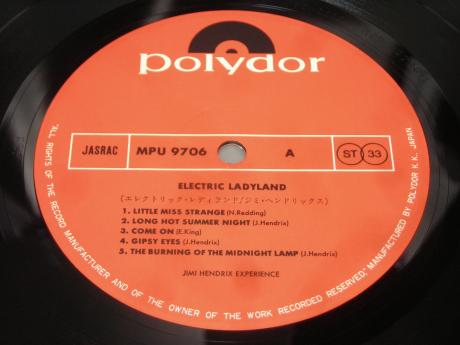 polydor
JASRAC
MPU 9706
A
ST 33
ELECTRIC LADYLAND
(エレクトリック・レディランド/ジミ・ヘンドリックス)
1. LITTLE MISS STRANGE (N.Redding)
2. LONG HOT SUMMER NIGHT (J.Hendrix)
3. COME ON (E.King)
4. GIPSY EYES (J.Hendrix)
5. THE BURNING OF THE MIDNIGHT LAMP (J.Hendrix)
JIMI HENDRIX EXPERIENCE
"ALL RIGHTS OF THE RECORD MANUFACTURER AND OF THE OWNER OF THE WORK RECORDED RESERVED," MANUFACTURED BY POLYDOR K.K. JAPAN